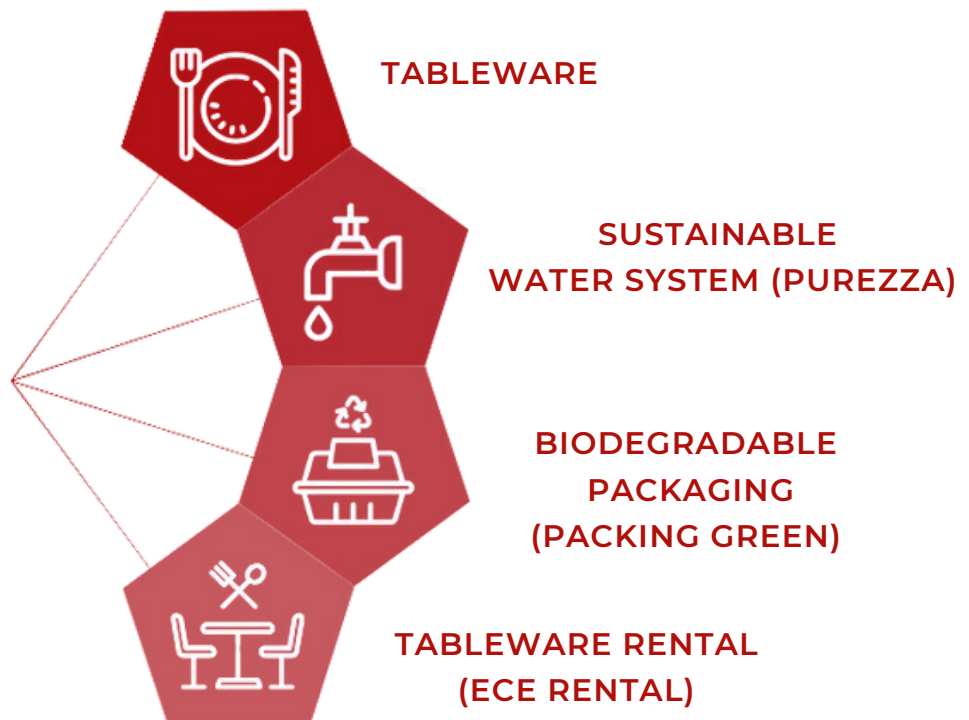 TABLEWARE
SUSTAINABLE
WATER SYSTEM (PUREZZA)
BIODEGRADABLE
PACKAGING
(PACKING GREEN)
TABLEWARE RENTAL
(ECE RENTAL)